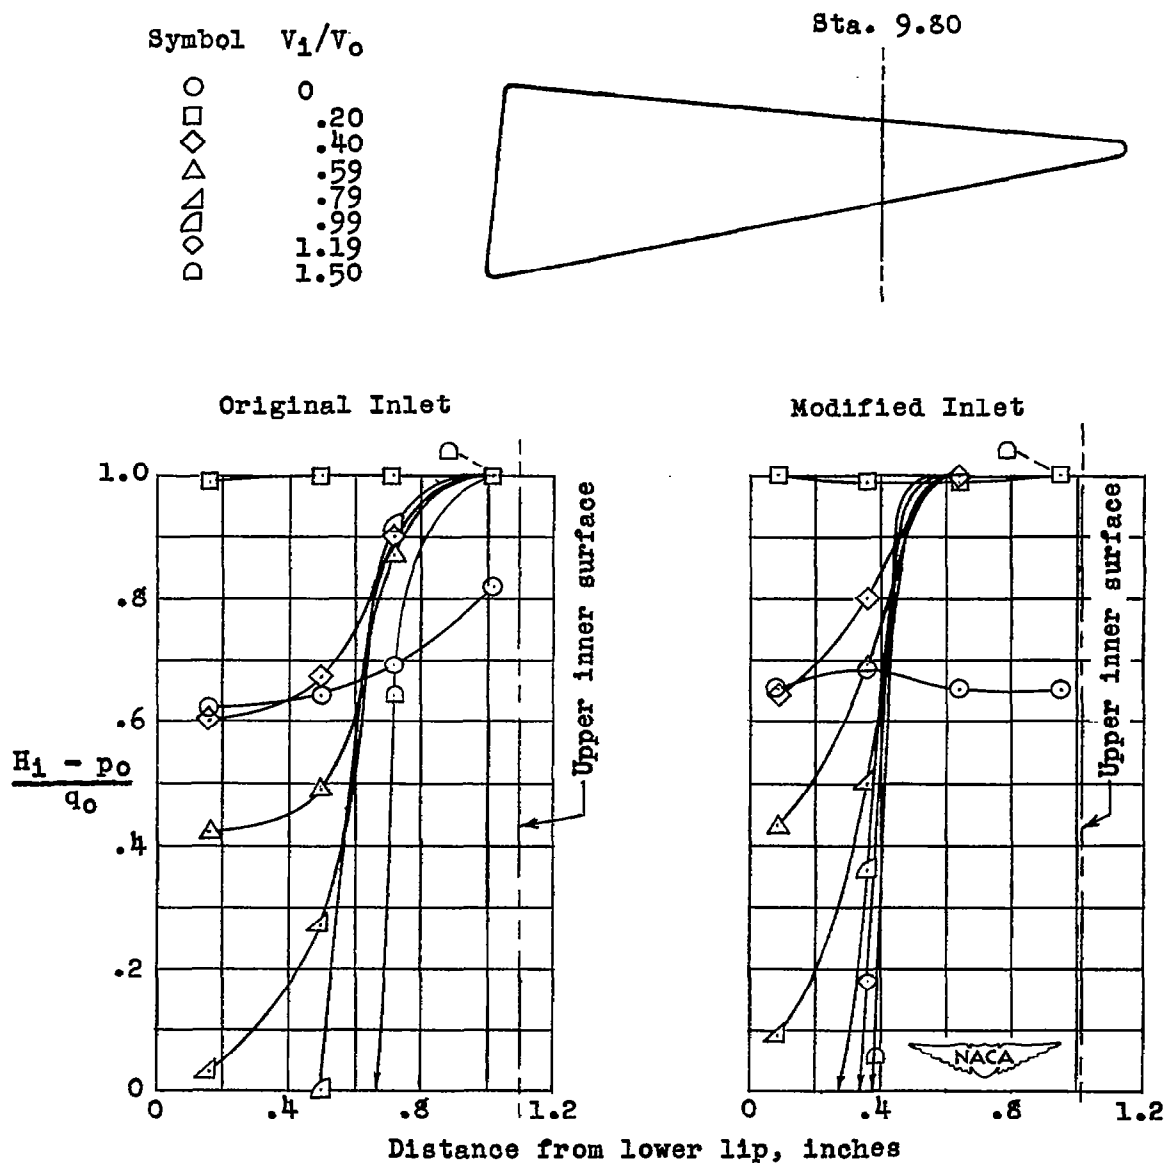 Symbol Vi/Vo
0
.20
.40
.59
.79
.99
1.19
1.50
Sta. 9.80
Original Inlet
1.0
.8
.6
.4
.2
0
Hi - po
qo
0 .4 .8 1.2
Upper inner surface
Modified Inlet
Upper inner surface
NACA
0 .4 .8 1.2
Distance from lower lip, inches